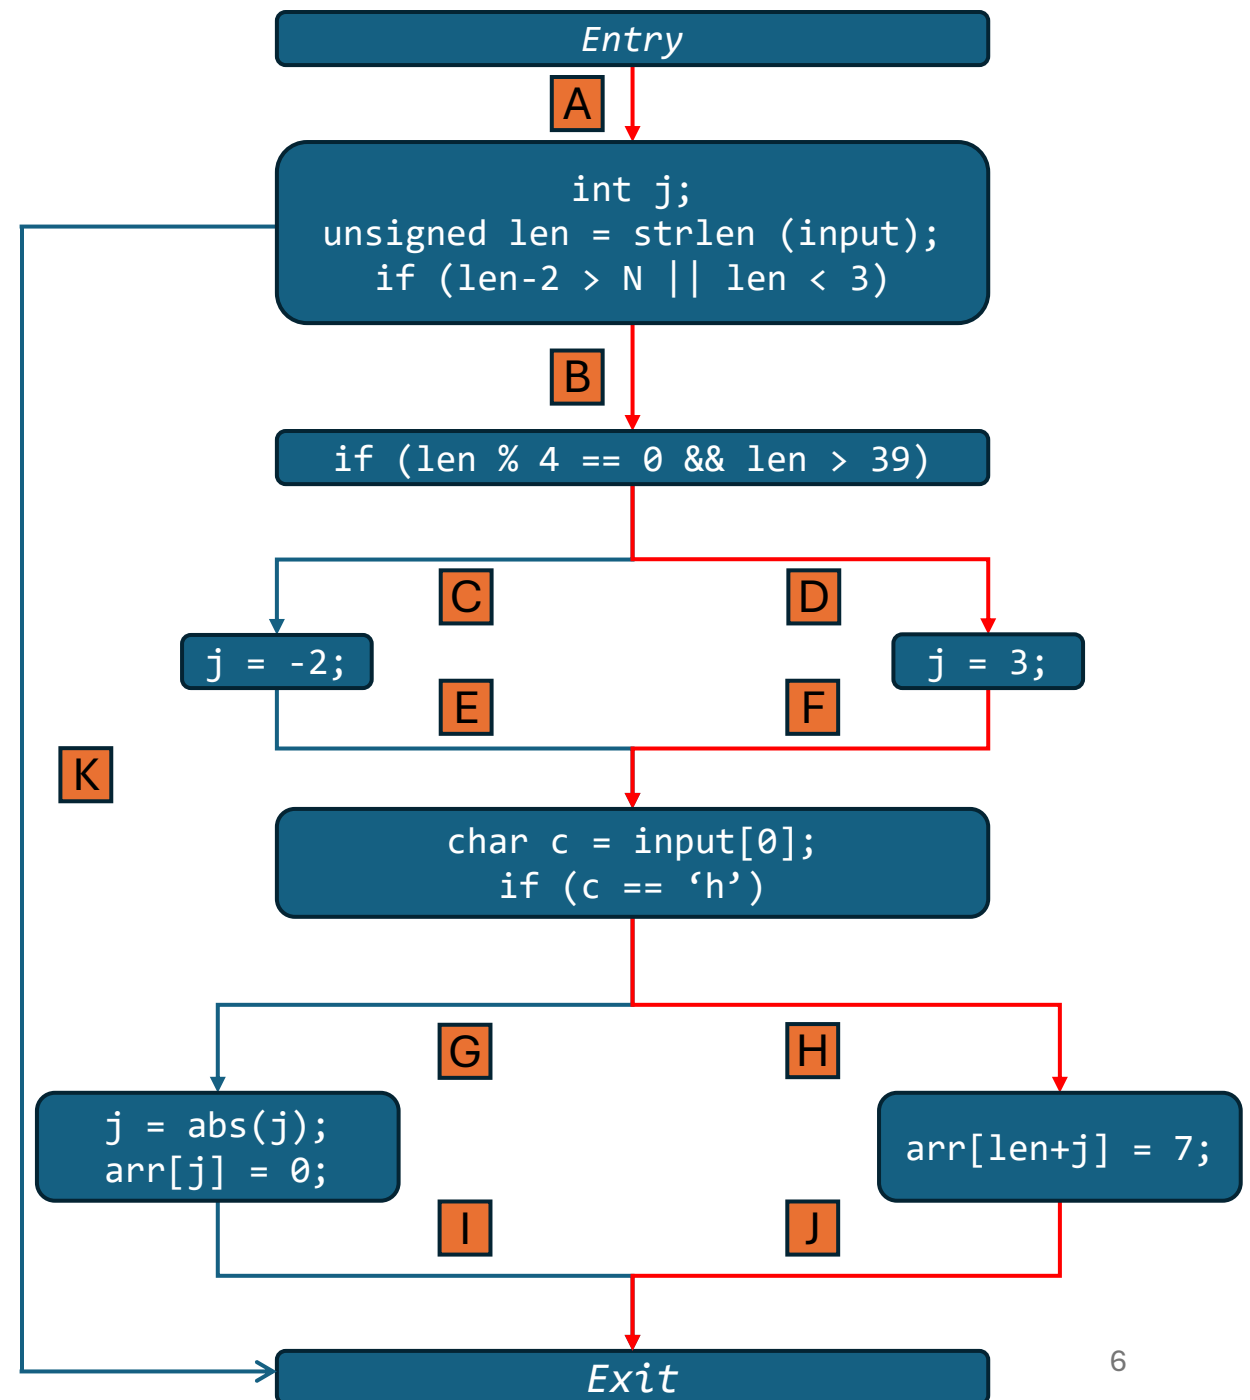 Entry
A
int j;
unsigned len = strlen (input);
if (len-2 > N || len < 3)
B
if (len % 4 == 0 && len > 39)
C
D
j = -2;
j = 3;
E
F
K
char c = input[0];
if (c == ‘h’)
G
H
j = abs(j);
arr[j] = 0;
arr[len+j] = 7;
I
J
Exit
6